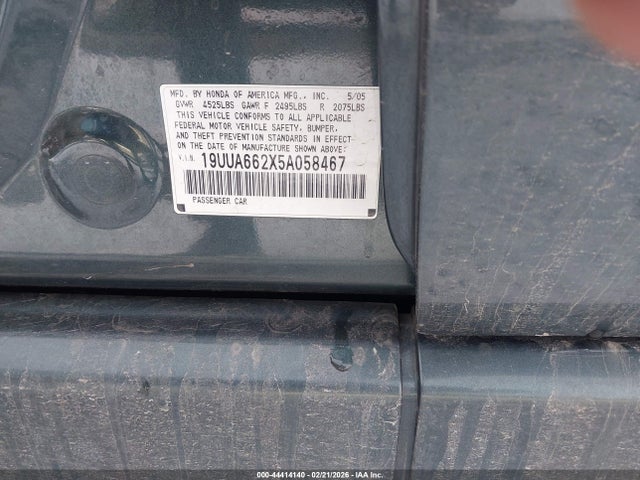 MFD. BY HONDA OF AMERICA MFG., INC. 5/05
GVWR 4525LBS GAWR F 2495LBS R 2075LBS
THIS VEHICLE CONFORMS TO ALL APPLICABLE
FEDERAL MOTOR VEHICLE SAFETY, BUMPER,
AND THEFT PREVENTION STANDARDS IN EFFECT
ON THE DATE OF MANUFACTURE SHOWN ABOVE.
V.I.N. 19UUA662X5A058467
PASSENGER CAR
000-44414140 - 02/21/2026 - IAA Inc.